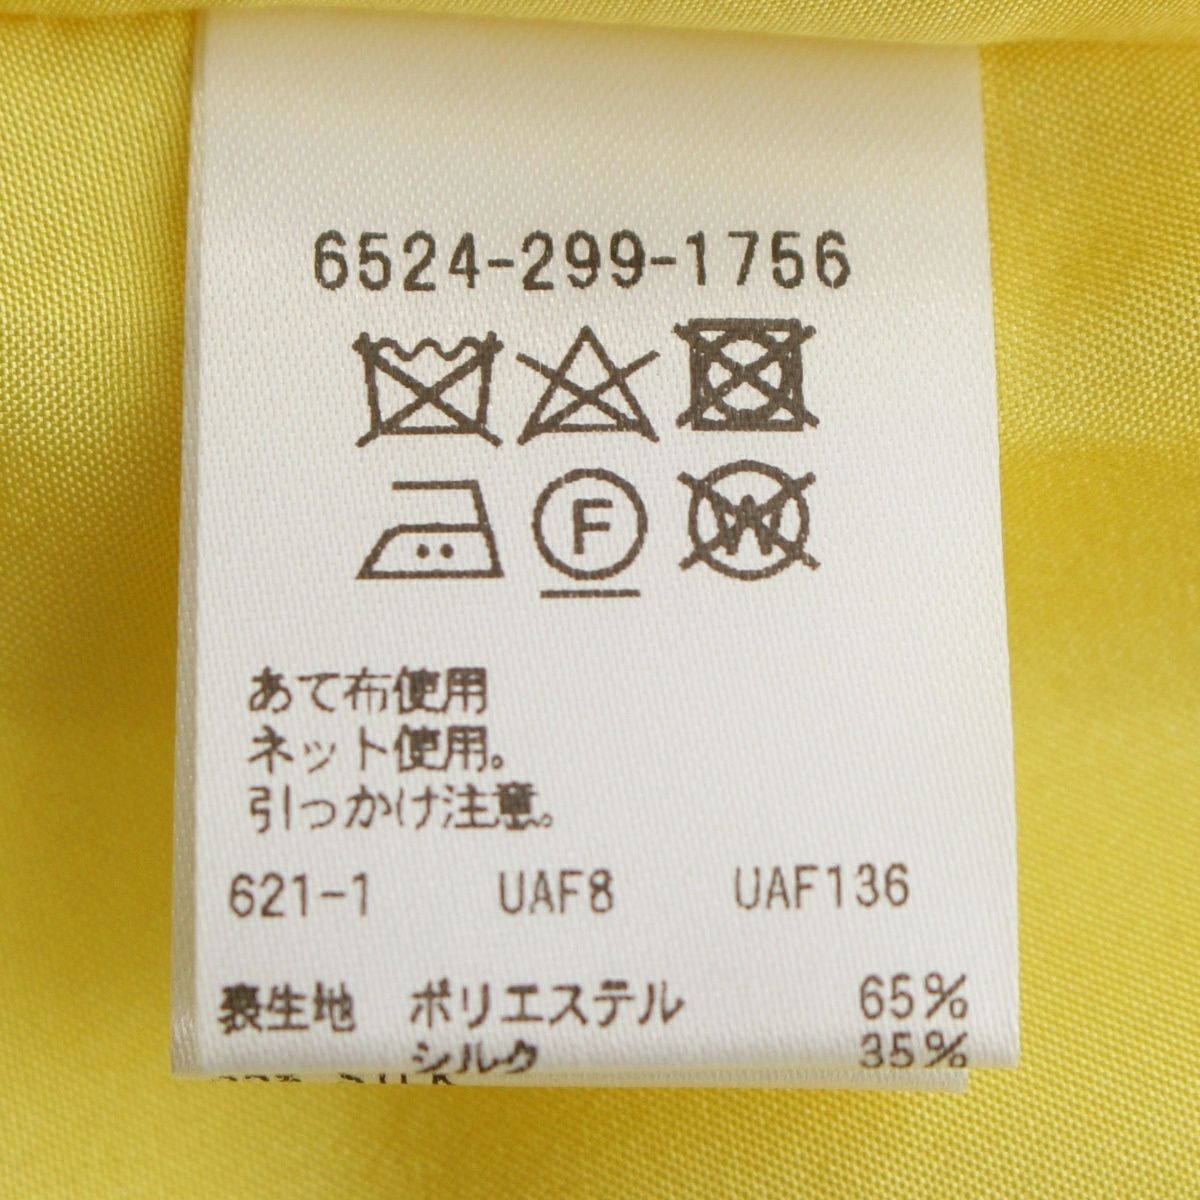 6524-299-1756
F W
あて布使用
ネット使用。
引っかけ注意。
621-1 UAF8 UAF136
裏生地 ポリエステル 65%
シルク 35%